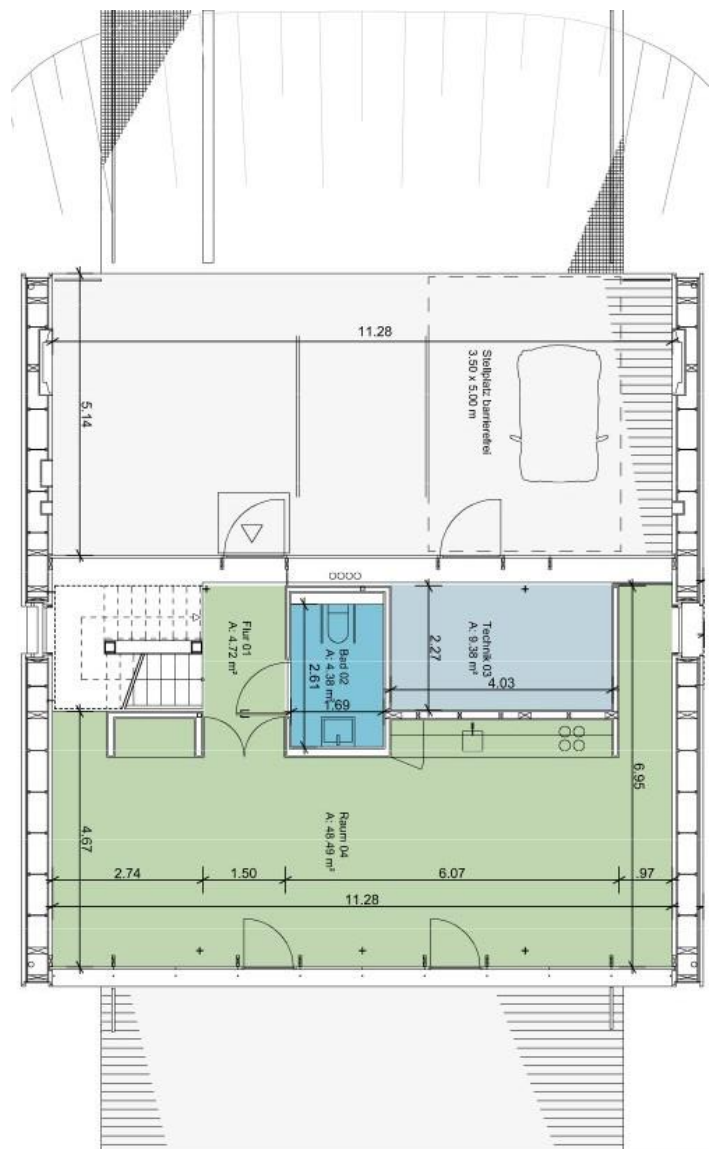 11.28
5.14
Stellplatz barrierefrei
3.50 x 5.00 m
Flur 01
A: 4.72 m²
Bad 02
A: 4.38 m²
2.61
1.69
2.27
Technik 03
A: 9.38 m²
4.03
6.95
4.67
Raum 04
A: 48.49 m²
2.74
1.50
6.07
.97
11.28